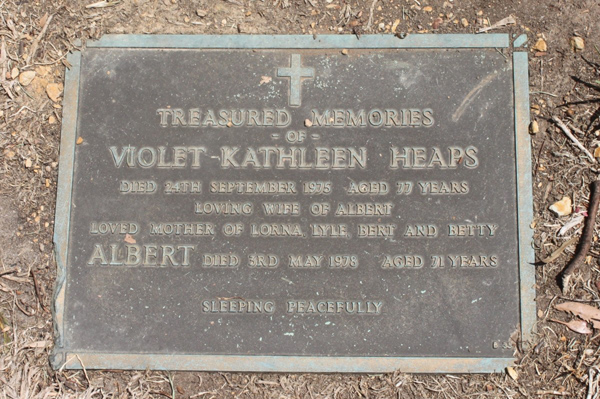 TREASURED MEMORIES
- OF -
VIOLET KATHLEEN HEAPS
DIED 24TH SEPTEMBER 1975 AGED 77 YEARS
LOVING WIFE OF ALBERT
LOVED MOTHER OF LORNA, LYLE, BERT AND BETTY
ALBERT DIED 3RD MAY 1978 AGED 71 YEARS
SLEEPING PEACEFULLY